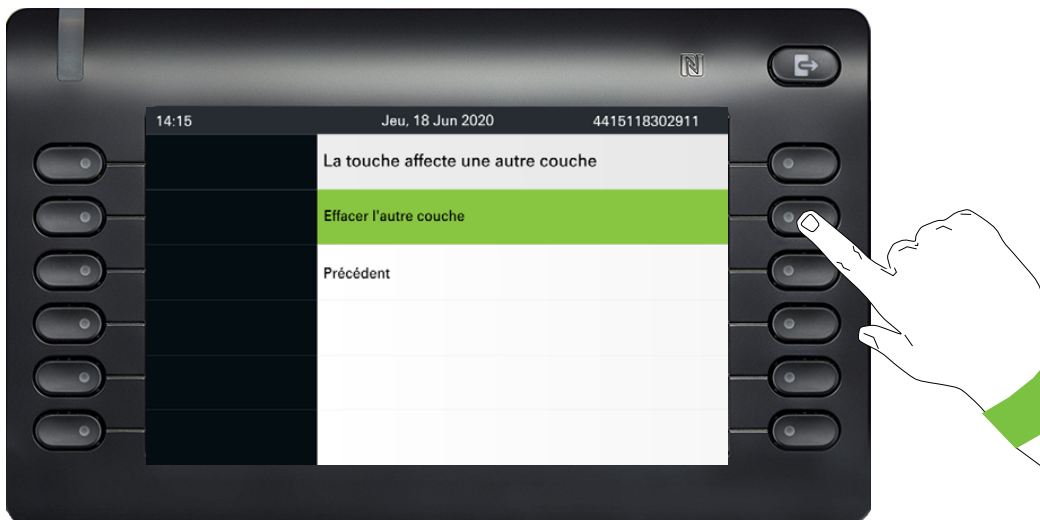 14:15 Jeu, 18 Jun 2020 4415118302911
La touche affecte une autre couche
Effacer l'autre couche
Précédent